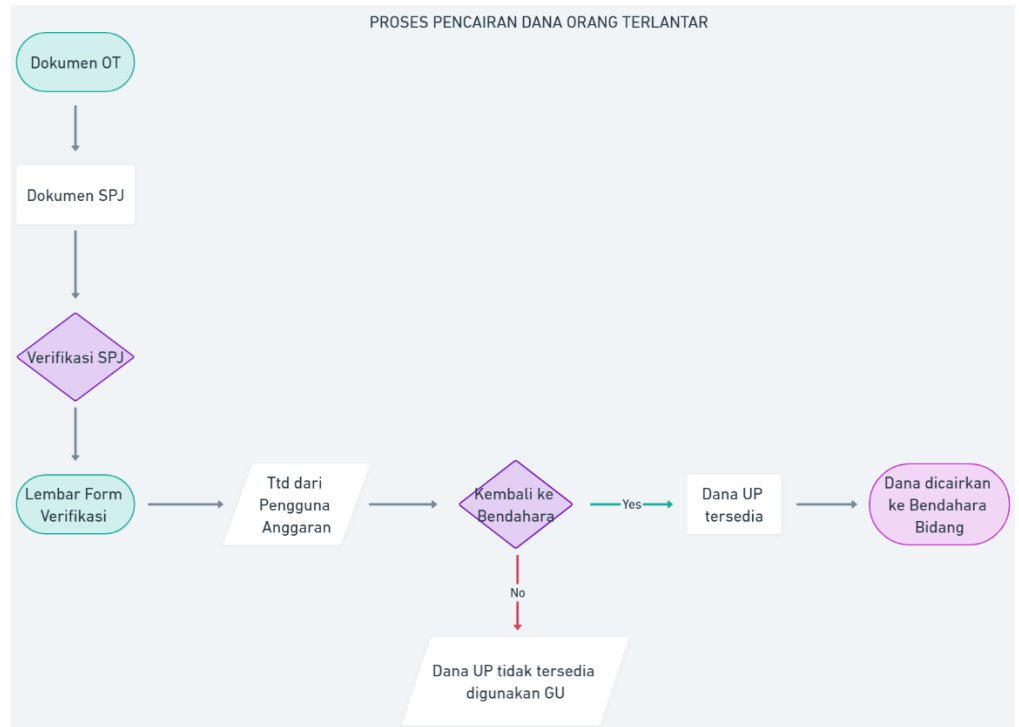 PROSES PENCAIRAN DANA ORANG TERLANTAR
Dokumen OT
Dokumen SPJ
Verifikasi SPJ
Lembar Form
Verifikasi
Ttd dari
Pengguna
Anggaran
Kembali ke
Bendahara
Yes
Dana UP
tersedia
Dana dicairkan
ke Bendahara
Bidang
No
Dana UP tidak tersedia
digunakan GU